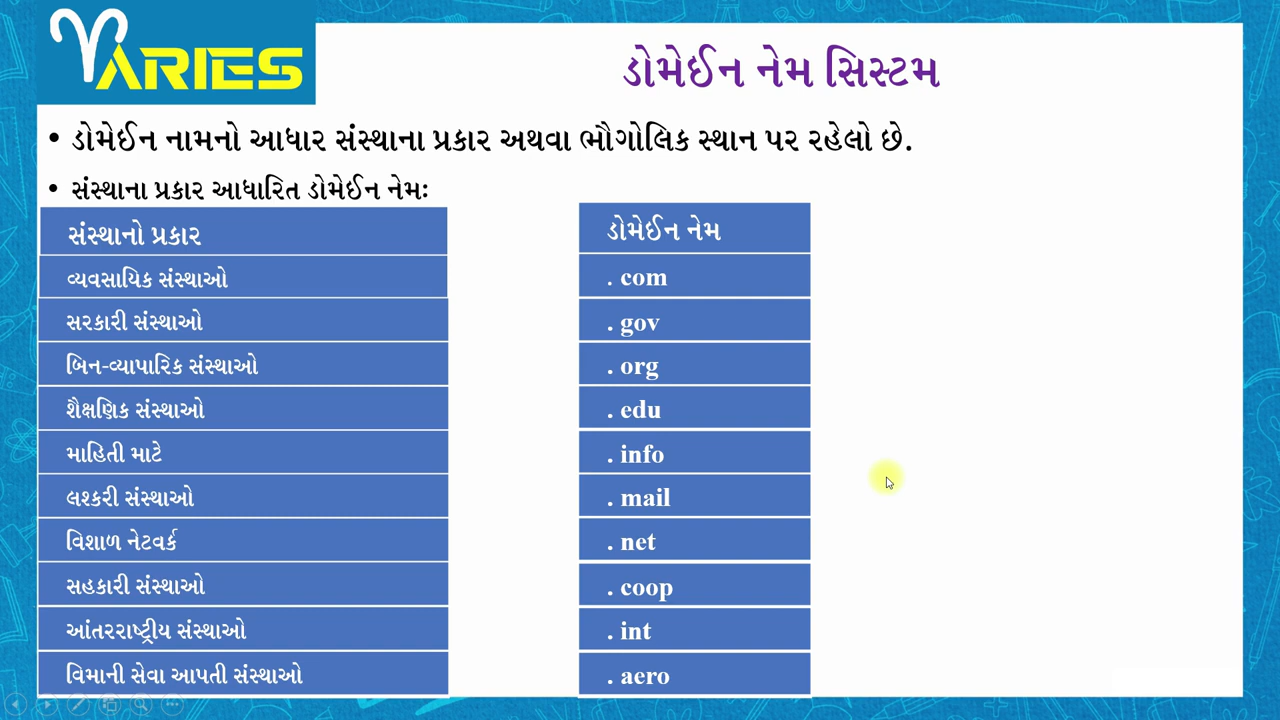 ARIES
ડોમેઈન નેમ સિસ્ટમ
• ડોમેઈન નામનો આધાર સંસ્થાના પ્રકાર અથવા ભૌગોલિક સ્થાન પર રહેલો છે.
• સંસ્થાના પ્રકાર આધારિત ડોમેઈન નેમઃ
સંસ્થાનો પ્રકાર ડોમેઈન નેમ
વ્યવસાયિક સંસ્થાઓ . com
સરકારી સંસ્થાઓ . gov
બિન-વ્યાપારિક સંસ્થાઓ . org
શૈક્ષણિક સંસ્થાઓ . edu
માહિતી માટે . info
લશ્કરી સંસ્થાઓ . mail
વિશાળ નેટવર્ક . net
સહકારી સંસ્થાઓ . coop
આંતરરાષ્ટ્રીય સંસ્થાઓ . int
વિમાની સેવા આપતી સંસ્થાઓ . aero